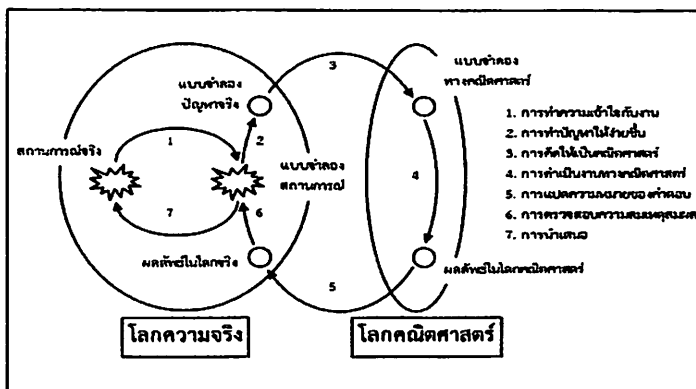 แบบจำลอง
ปัญหาจริง
3
แบบจำลอง
ทางคณิตศาสตร์
สถานการณ์จริง
1
2
แบบจำลอง
สถานการณ์
4
7
6
ผลลัพธ์ในโลกจริง
5
ผลลัพธ์ในโลกคณิตศาสตร์
1. การทำความเข้าใจกับงาน
2. การทำปัญหาให้ง่ายขึ้น
3. การคิดให้เป็นคณิตศาสตร์
4. การดำเนินงานทางคณิตศาสตร์
5. การแปลความหมายของคำตอบ
6. การตรวจสอบความสมเหตุสมผล
7. การนำเสนอ
โลกความจริง
โลกคณิตศาสตร์